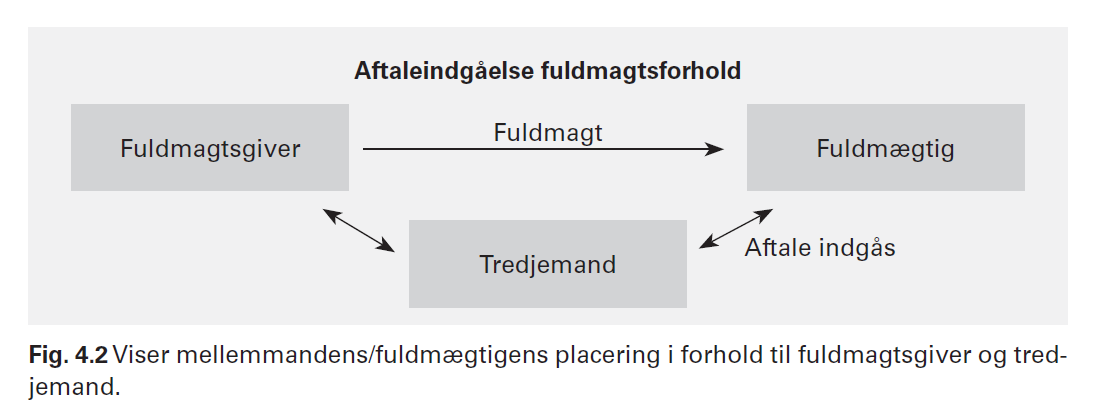 Aftaleindgåelse fuldmagtsforhold
Fuldmagtsgiver
Fuldmagt
Fuldmægtig
Tredjemand
Aftale indgås
Fig. 4.2 Viser mellemmandens/fuldmægtigens placering i forhold til fuldmagtsgiver og tred-
jemand.